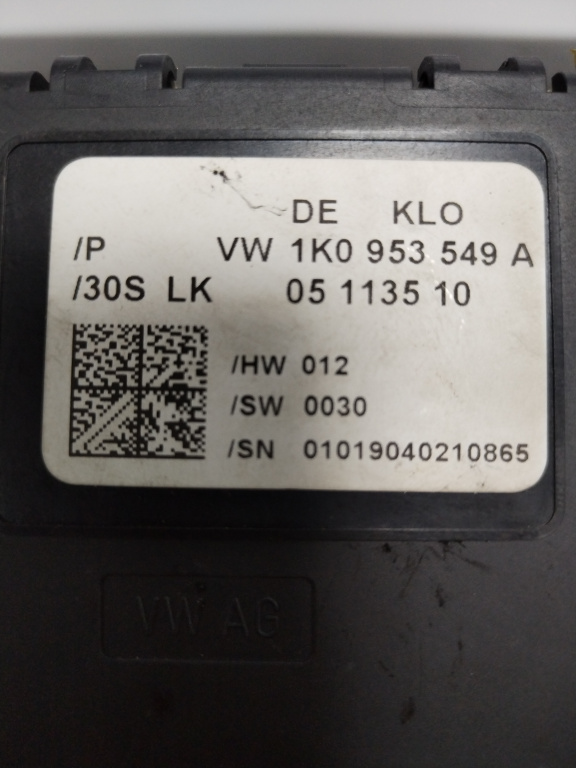 DE KLO
/P VW 1K0 953 549 A
/30S LK 05 1135 10
/HW 012
/SW 0030
/SN 01019040210865
VW AG